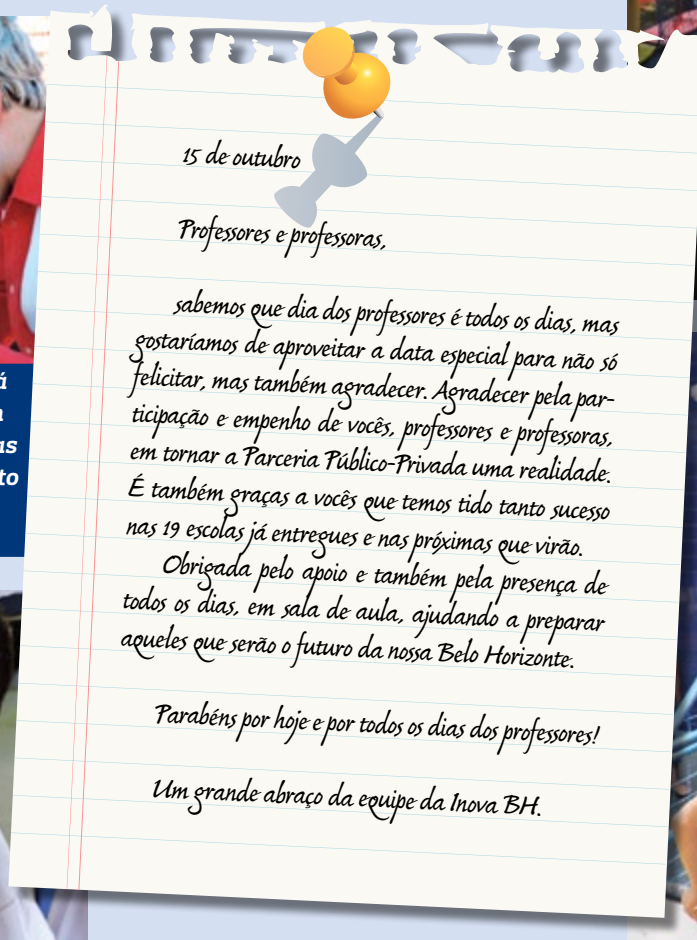 15 de outubro
Professores e professoras,
sabemos que dia dos professores é todos os dias, mas
gostaríamos de aproveitar a data especial para não só
felicitar, mas também agradecer. Agradecer pela par-
ticipação e empenho de vocês, professores e professoras,
em tornar a Parceria Público-Privada uma realidade.
É também graças a vocês que temos tido tanto sucesso
nas 19 escolas já entregues e nas próximas que virão.
Obrigada pelo apoio e também pela presença de
todos os dias, em sala de aula, ajudando a preparar
aqueles que serão o futuro da nossa Belo Horizonte.
Parabéns por hoje e por todos os dias dos professores!
Um grande abraço da equipe da Inova BH.